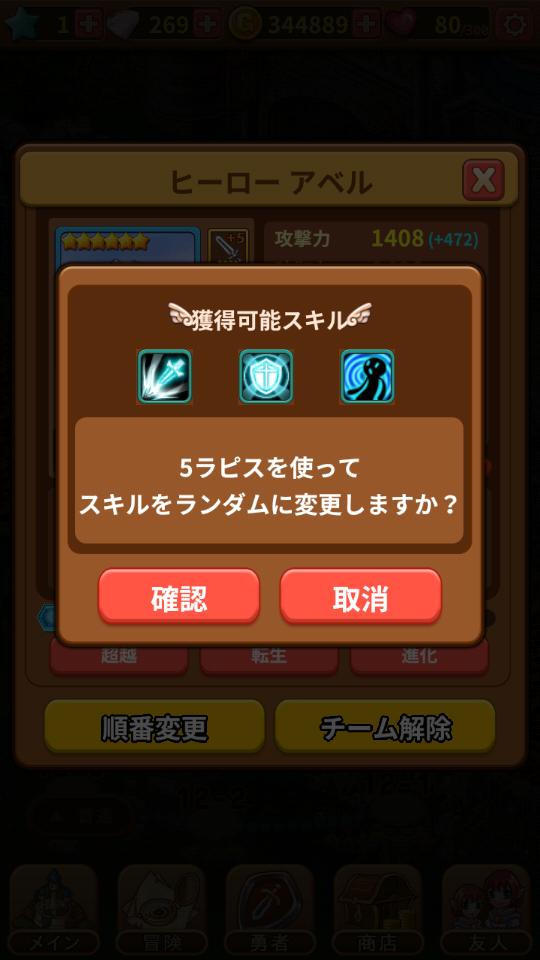 1
269
344889
80/308
ヒーロー アベル
+5
攻撃力 1408 (+472)
獲得可能スキル
5ラピスを使って
スキルをランダムに変更しますか？
確認
取消
超越
転生
進化
順番変更
チーム解除
メイン
冒険
勇者
商店
友人